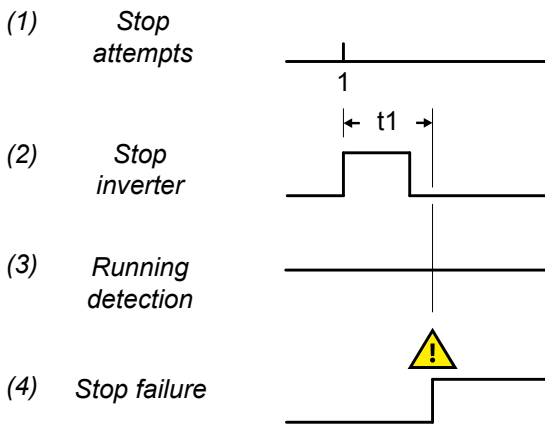 (1) Stop
attempts
1
t1
(2) Stop
inverter
(3) Running
detection
!
(4) Stop failure